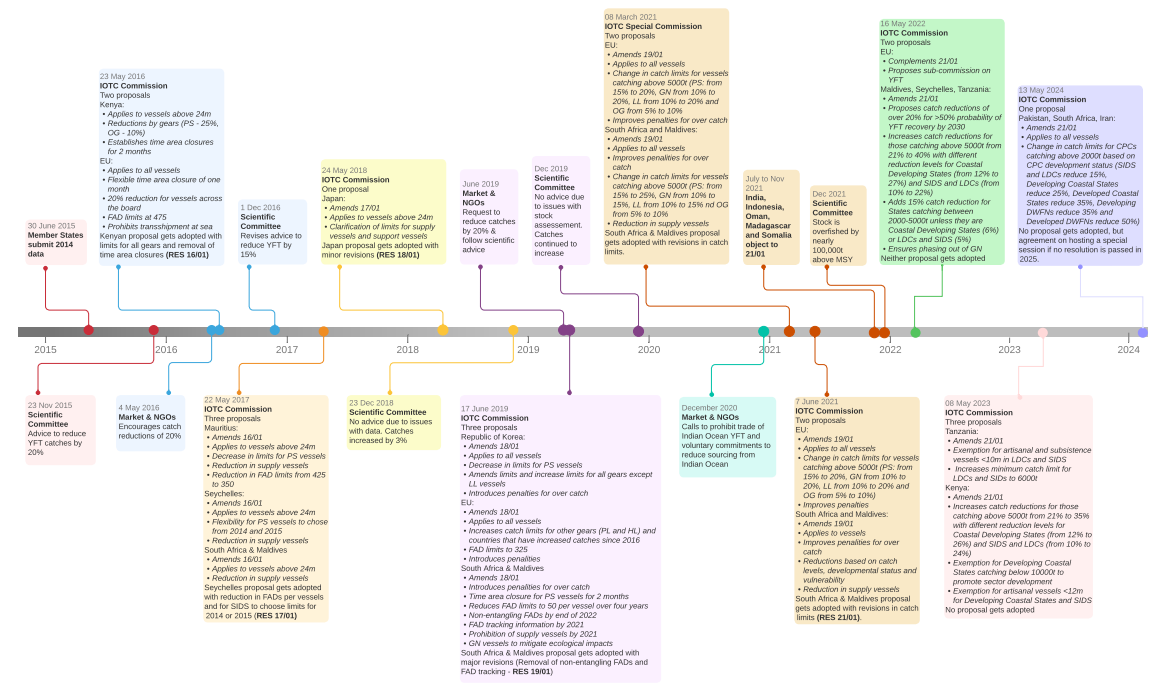 30 June 2015
Member States
submit 2014
data
23 May 2016
IOTC Commission
Two proposals
Kenya:
• Applies to vessels above 24m
• Reductions by gears (PS - 25%,
OG - 10%)
• Establishes time area closures
for 2 months
EU:
• Applies to all vessels
• Flexible time area closure of one
month
• 20% reduction for vessels across
the board
• FAD limits at 475
• Prohibits transshipment at sea
Kenyan proposal gets adopted with
limits for all gears and removal of
time area closures (RES 16/01)
1 Dec 2016
Scientific
Committee
Revises advice to
reduce YFT by
15%
24 May 2018
IOTC Commission
One proposal
Japan:
• Amends 17/01
• Applies to vessels above 24m
• Clarification of limits for supply
vessels and support vessels
Japan proposal gets adopted with
minor revisions (RES 18/01)
June 2019
Market &
NGOs
Request to
reduce catches
by 20% &
follow scientific
advice
Dec 2019
Scientific
Committee
No advice due to
issues with
stock
assessment.
Catches
continued to
increase
08 March 2021
IOTC Special Commission
Two proposals
EU:
• Amends 19/01
• Applies to all vessels
• Change in catch limits for vessels
catching above 5000t (PS: from
15% to 20%, GN from 10% to
20%, LL from 10% to 20% and
OG from 5% to 10%
• Improves penalties for over catch
South Africa and Maldives:
• Amends 19/01
• Applies to all vessels
• Improves penalties for over
catch
• Change in catch limits for vessels
catching above 5000t (PS: from
15% to 25%, GN from 10% to
15%, LL from 10% to 15% nd OG
from 5% to 10%
• Reduction in supply vessels
South Africa & Maldives proposal
gets adopted with revisions in catch
limits.
July to Nov
2021
India,
Indonesia,
Oman,
Madagascar
and Somalia
object to
21/01
Dec 2021
Scientific
Committee
Stock is
overfished by
nearly
100,000t
above MSY
16 May 2022
IOTC Commission
Two proposals
EU:
• Complements 21/01
• Proposes sub-commission on
YFT
Maldives, Seychelles, Tanzania:
• Amends 21/01
• Proposes catch reductions of
over 20% for >50% probability of
YFT recovery by 2030
• Increases catch reductions for
those catching above 5000t from
21% to 40% with different
reduction levels for Coastal
Developing States (from 12% to
27%) and SIDS and LDCs (from
10% to 22%)
• Adds 15% catch reduction for
States catching between
2000-5000t unless they are
Coastal Developing States (6%)
or LDCs and SIDS (5%)
• Ensures phasing out of GN
Neither proposal gets adopted
13 May 2024
IOTC Commission
One proposal
Pakistan, South Africa, Iran:
• Amends 21/01
• Applies to all vessels
• Change in catch limits for CPCs
catching above 2000t based on
CPC development status (SIDS
and LDCs reduce 15%,
Developing Coastal States
reduce 25%, Developed Coastal
States reduce 35%, Developing
DWFNs reduce 35% and
Developed DWFNs reduce 50%)
No proposal gets adopted, but
agreement on hosting a special
session if no resolution is passed in
2025.
2015 2016 2017 2018 2019 2020 2021 2022 2023 2024
23 Nov 2015
Scientific
Committee
Advice to reduce
YFT catches by
20%
4 May 2016
Market & NGOs
Encourages catch
reductions of 20%
22 May 2017
IOTC Commission
Three proposals
Mauritius:
• Amends 16/01
• Applies to vessels above 24m
• Decrease in limits for PS vessels
• Reduction in supply vessels
• Reduction in FAD limits from 425
to 350
Seychelles:
• Amends 16/01
• Applies to vessels above 24m
• Flexibility for PS vessels to chose
from 2014 and 2015
• Reduction in supply vessels
South Africa & Maldives
• Amends 16/01
• Applies to vessels above 24m
• Reduction in supply vessels
Seychelles proposal gets adopted
with reduction in FADs per vessels
and for SIDS to choose limits for
2014 or 2015 (RES 17/01)
23 Dec 2018
Scientific Committee
No advice due to issues
with data. Catches
increased by 3%
17 June 2019
IOTC Commission
Three proposals
Republic of Korea:
• Amends 18/01
• Applies to all vessels
• Decrease in limits for PS vessels
• Reduction in supply vessels
• Amends limits and increase limits for all gears except
LL vessels
• Introduces penalties for over catch
EU:
• Amends 18/01
• Applies to all vessels
• Increases catch limits for other gears (PL and HL) and
countries that have increased catches since 2016
• FAD limits to 325
• Introduces penalities
South Africa & Maldives
• Amends 18/01
• Introduces penalties for over catch
• Time area closure for PS vessels for 2 months
• Reduces FAD limits to 50 per vessel over four years
• Non-entangling FADs by end of 2022
• FAD tracking information by 2021
• Prohibition of supply vessels by 2021
• GN vessels to mitigate ecological impacts
South Africa & Maldives proposal gets adopted with
major revisions (Removal of non-entangling FADs and
FAD tracking - RES 19/01)
December 2020
Market & NGOs
Calls to prohibit trade of
Indian Ocean YFT and
voluntary commitments to
reduce sourcing from
Indian Ocean
7 June 2021
IOTC Commission
Two proposals
EU:
• Amends 19/01
• Applies to all vessels
• Change in catch limits for vessels
catching above 5000t (PS: from
15% to 20%, GN from 10% to
20%, LL from 10% to 20% and
OG from 5% to 10%)
• Improves penalties
South Africa and Maldives:
• Amends 19/01
• Applies to vessels
• Improves penalities for over
catch
• Reductions based on catch
levels, developmental status and
vulnerability
• Reduction in supply vessels
South Africa & Maldives proposal
gets adopted with revisions in catch
limits (RES 21/01).
08 May 2023
IOTC Commission
Three proposals
Tanzania:
• Amends 21/01
• Exemption for artisanal and subsistence
vessels <10m in LDCs and SIDS
• Increases minimum catch limit for
LDCs and SIDs to 6000t
Kenya:
• Amends 21/01
• Increases catch reductions for those
catching above 5000t from 21% to 35%
with different reduction levels for
Coastal Developing States (from 12% to
26%) and SIDS and LDCs (from 10% to
24%)
• Exemption for Developing Coastal
States catching below 10000t to
promote sector development
• Exemption for artisanal vessels <12m
for Developing Coastal States and SIDS
No proposal gets adopted